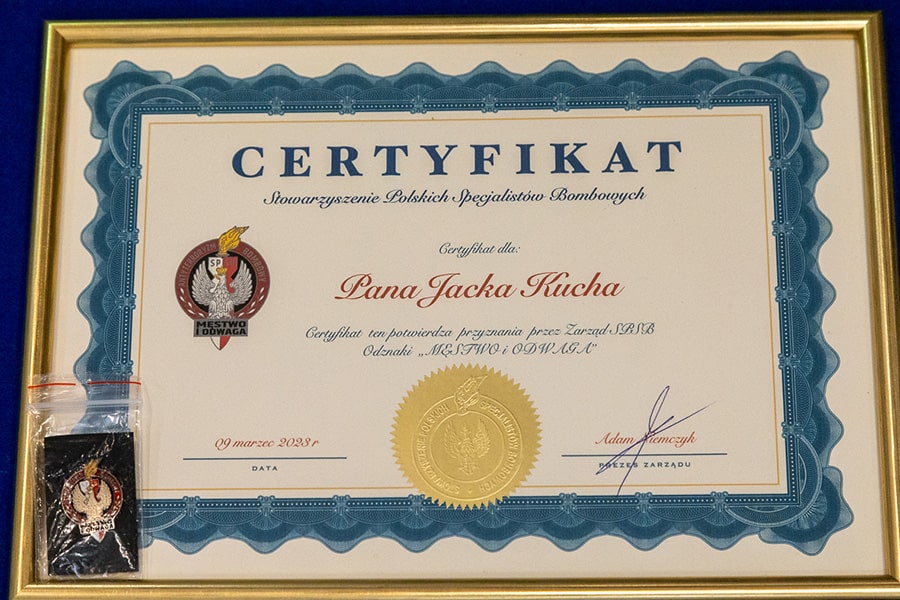 CERTYFIKAT
Stowarzyszenie Polskich Specjalistów Bombowych
Certyfikat dla:
Pana Jacka Kucha
SP
MĘSTWO
I ODWAGA
Certyfikat ten potwierdza przyznania przez Zarząd SPSB
Odznaki „MĘSTWO i ODWAGA”
09 marzec 2023 r
DATA
Adam Niemczyk
PREZES ZARZĄDU